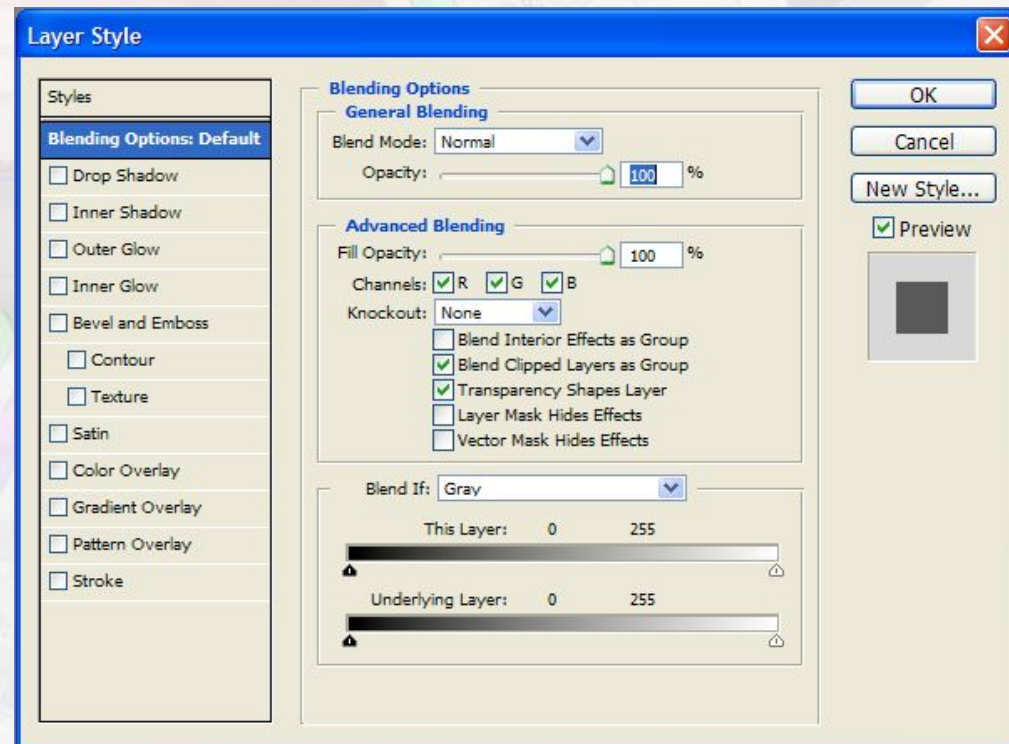 Layer Style
Styles
Blending Options: Default
Drop Shadow
Inner Shadow
Outer Glow
Inner Glow
Bevel and Emboss
Contour
Texture
Satin
Color Overlay
Gradient Overlay
Pattern Overlay
Stroke
Blending Options
General Blending
Blend Mode: Normal
Opacity: 100 %
Advanced Blending
Fill Opacity: 100 %
Channels: R G B
Knockout: None
Blend Interior Effects as Group
Blend Clipped Layers as Group
Transparency Shapes Layer
Layer Mask Hides Effects
Vector Mask Hides Effects
Blend If: Gray
This Layer: 0 255
Underlying Layer: 0 255
OK
Cancel
New Style...
Preview